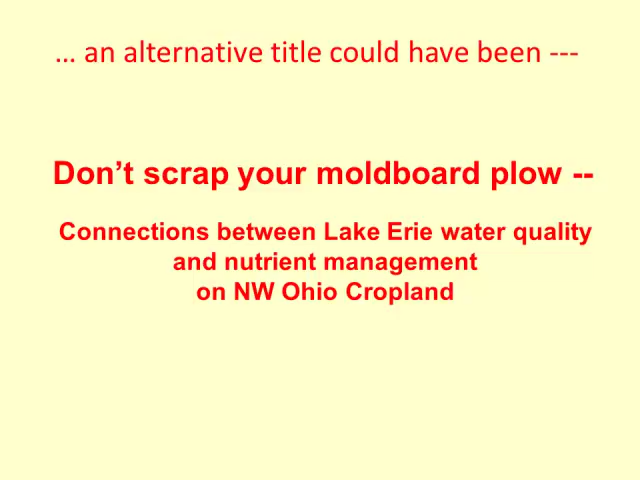 … an alternative title could have been ---
Don’t scrap your moldboard plow --
Connections between Lake Erie water quality
and nutrient management
on NW Ohio Cropland